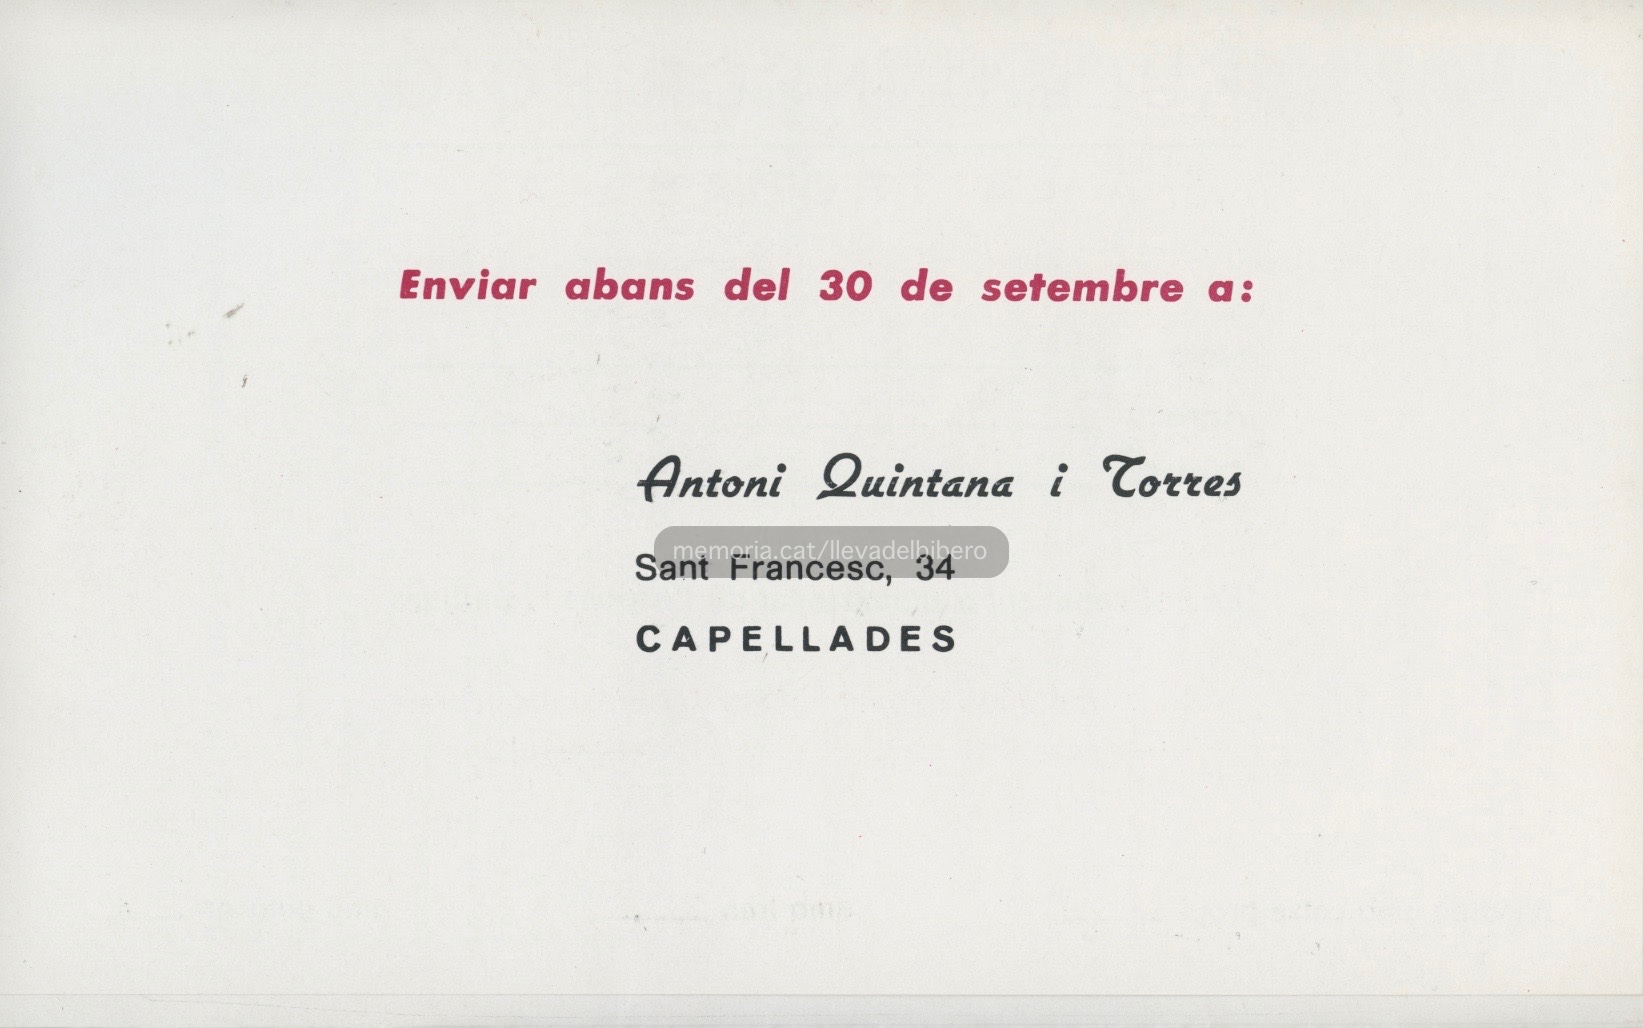 Enviar abans del 30 de setembre a:
Antoni Quintana i Torres
memoria.cat/llevadelbibero
Sant Francesc, 34
CAPELLADES